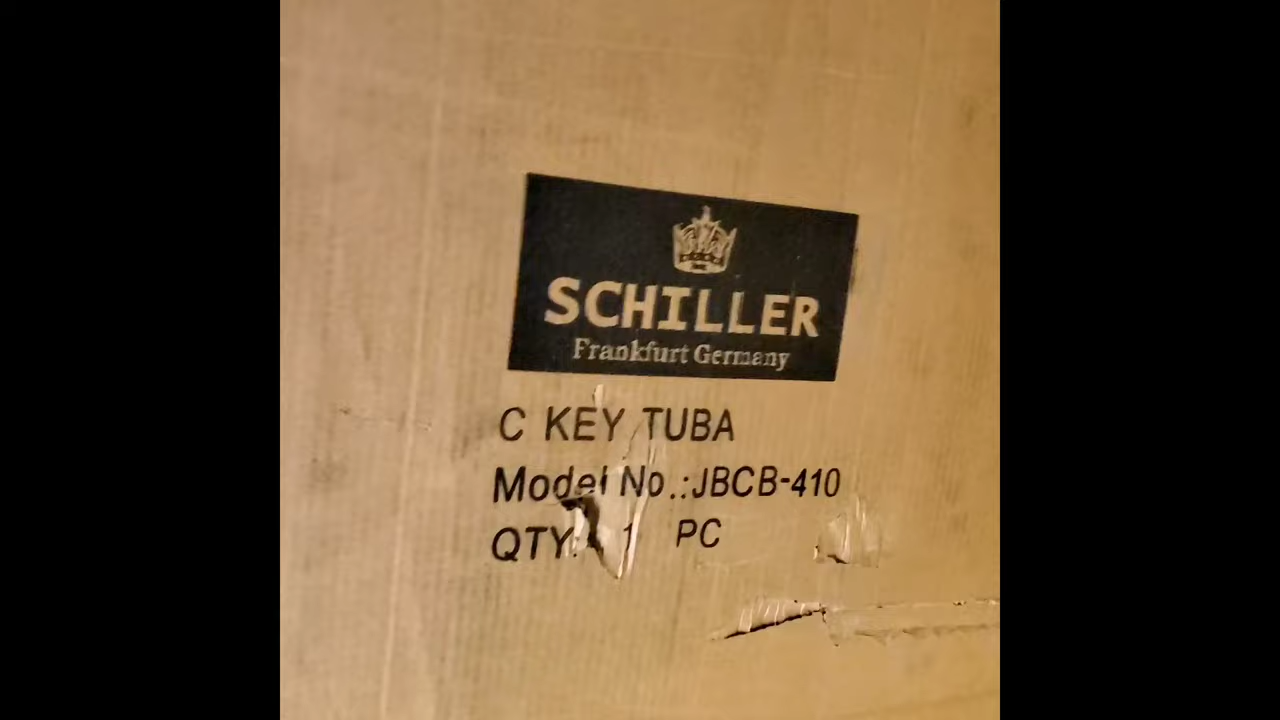 SCHILLER
Frankfurt Germany
C KEY TUBA
Model No.:JBCB-410
QTY: 1 PC